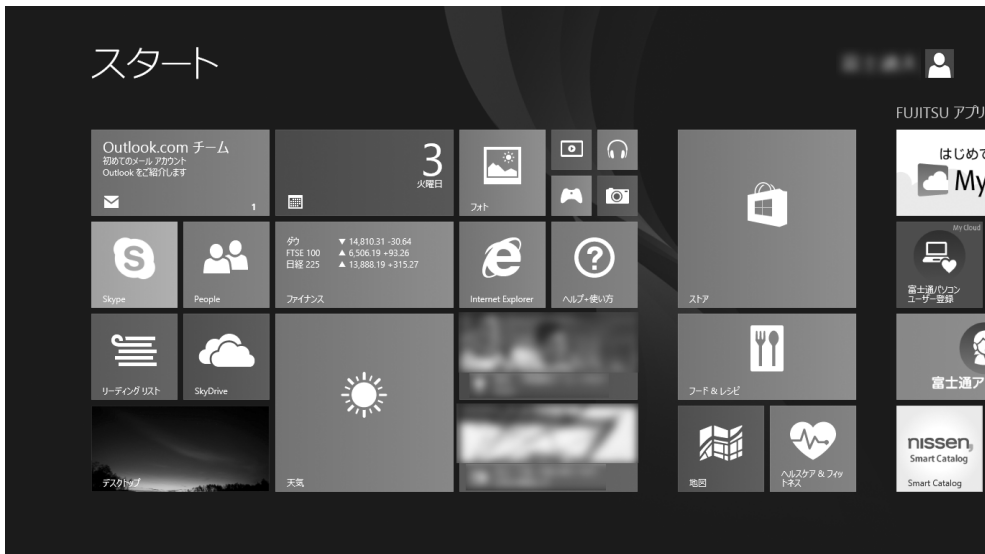 スタート
Outlook.com チーム
初めてのメール アカウント
Outlook をご紹介します
1
3
火曜日
フォト
Skype
People
ダウ ▼ 14,810.31 -30.64
FTSE 100 ▲ 6,506.19 +93.26
日経 225 ▲ 13,888.19 +315.27
ファイナンス
Internet Explorer
ヘルプ+使い方
リーディング リスト
SkyDrive
デスクトップ
天気
ストア
フード & レシピ
地図
ヘルスケア & フィッ
トネス
FUJITSU アプリ
はじめて
My
My Cloud
富士通パソコン
ユーザー登録
富士通ア
nissen,
Smart Catalog
Smart Catalog